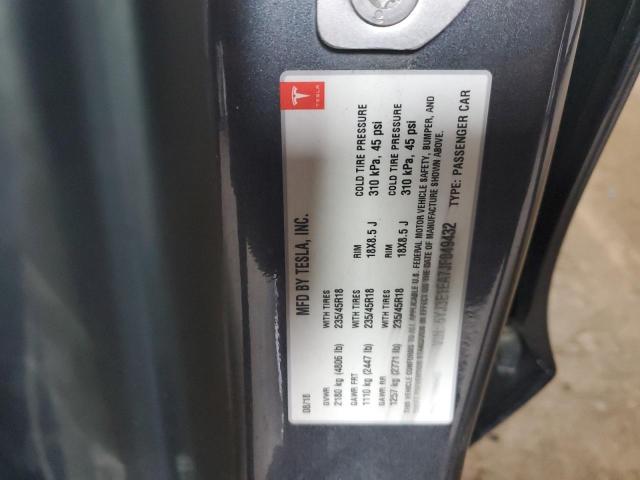 TESLA
MFD BY TESLA, INC.
08/18
GVWR WITH TIRES RIM COLD TIRE PRESSURE
2180 kg (4806 lb) 235/45R18 18X8.5 J 310 kPa, 45 psi
GAWR FRT WITH TIRES RIM COLD TIRE PRESSURE
1110 kg (2447 lb) 235/45R18 18X8.5 J 310 kPa, 45 psi
GAWR RR
1257 kg (2771 lb) 235/45R18
THIS VEHICLE CONFORMS TO ALL APPLICABLE U.S. FEDERAL MOTOR VEHICLE SAFETY, BUMPER, AND
THEFT PREVENTION STANDARDS IN EFFECT ON THE DATE OF MANUFACTURE SHOWN ABOVE.
VIN: 5YJ3E1EA7JF049432 TYPE: PASSENGER CAR